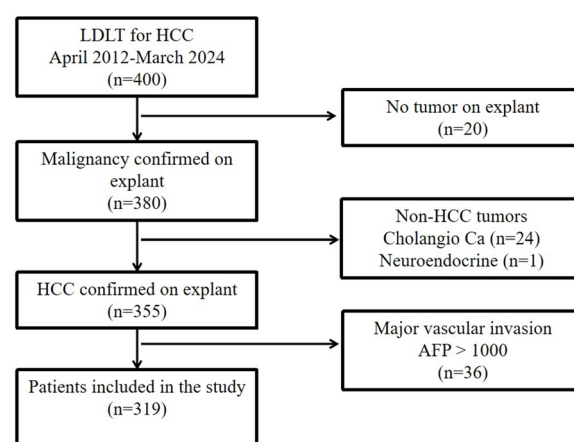 LDLT for HCC
April 2012-March 2024
(n=400)
No tumor on explant
(n=20)
Malignancy confirmed on
explant
(n=380)
Non-HCC tumors
Cholangio Ca (n=24)
Neuroendocrine (n=1)
HCC confirmed on explant
(n=355)
Major vascular invasion
AFP > 1000
(n=36)
Patients included in the study
(n=319)